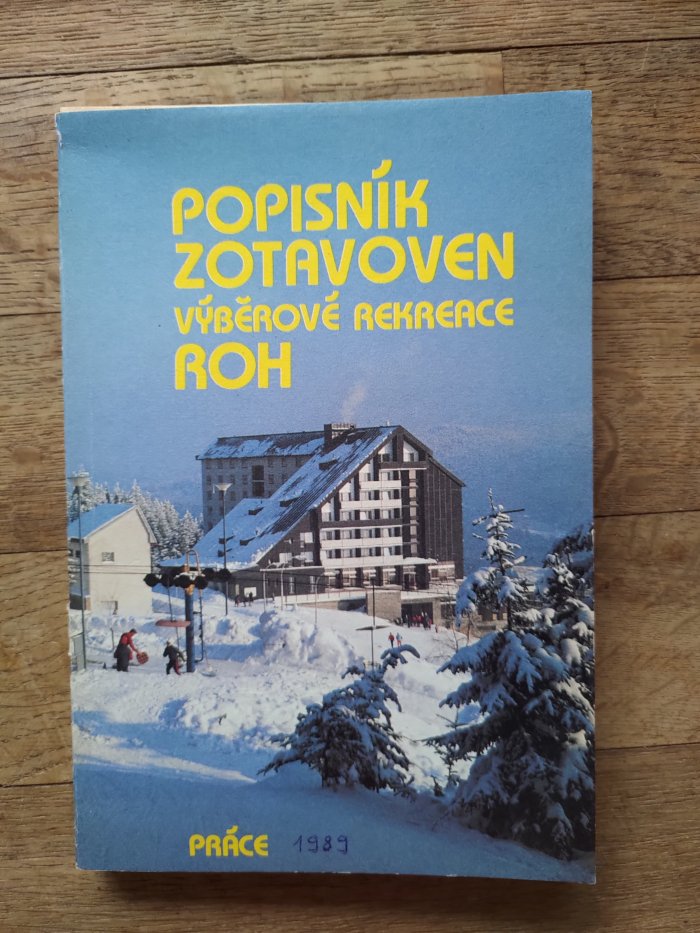 POPISNÍK
ZOTAVOVEN
VÝBĚROVÉ REKREACE
ROH
PRÁCE 1989